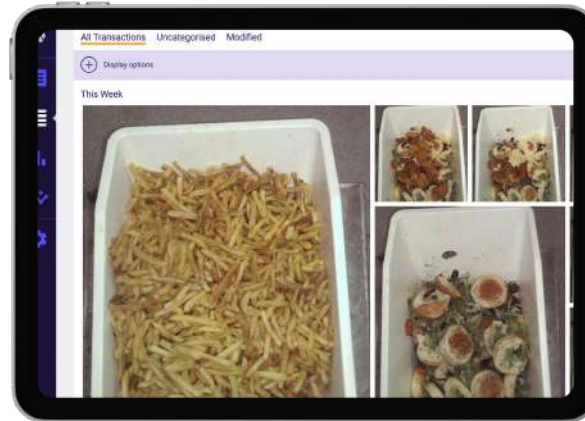 All Transactions Uncategorised Modified
Display options
This Week